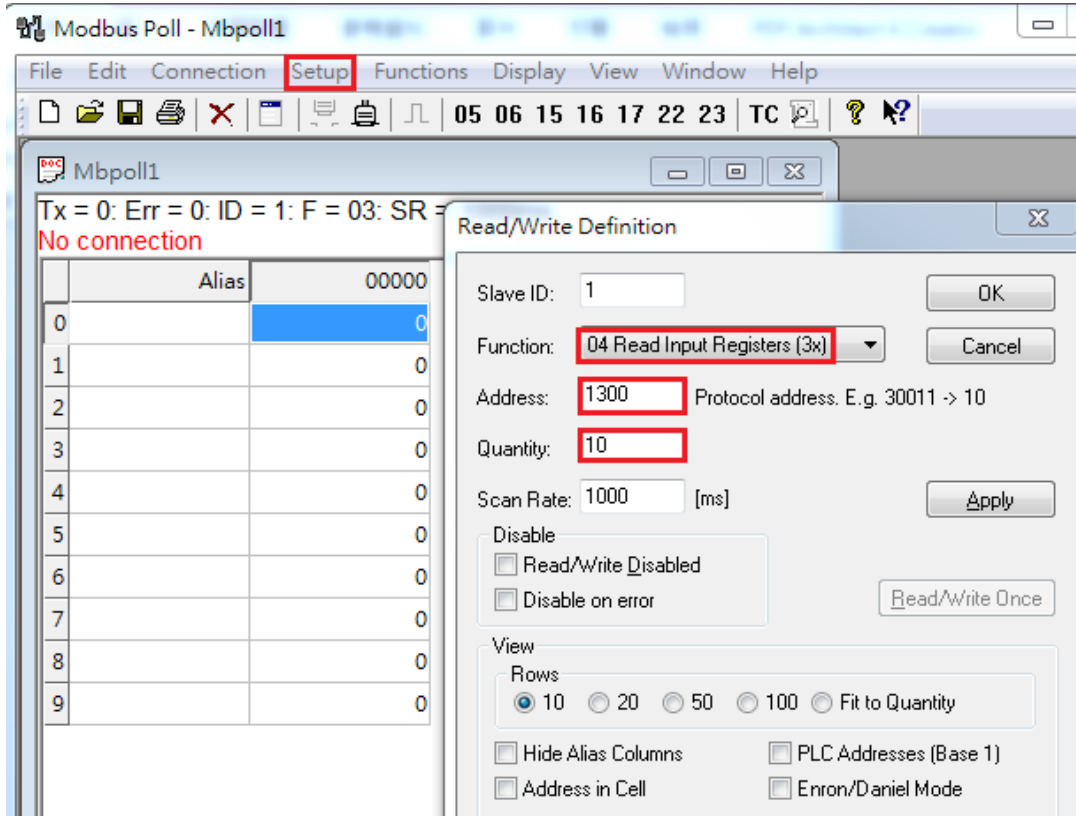 Modbus Poll - Mbpoll1
File Edit Connection Setup Functions Display View Window Help
05 06 15 16 17 22 23 TC
DOC Mbpoll1
Tx = 0: Err = 0: ID = 1: F = 03: SR =
No connection
Alias 00000
0 0
1 0
2 0
3 0
4 0
5 0
6 0
7 0
8 0
9 0
Read/Write Definition
Slave ID: 1 OK
Function: 04 Read Input Registers (3x) Cancel
Address: 1300 Protocol address. E.g. 30011 -> 10
Quantity: 10
Scan Rate: 1000 [ms] Apply
Disable
Read/Write Disabled
Disable on error Read/Write Once
View
Rows
10 20 50 100 Fit to Quantity
Hide Alias Columns PLC Addresses (Base 1)
Address in Cell Enron/Daniel Mode